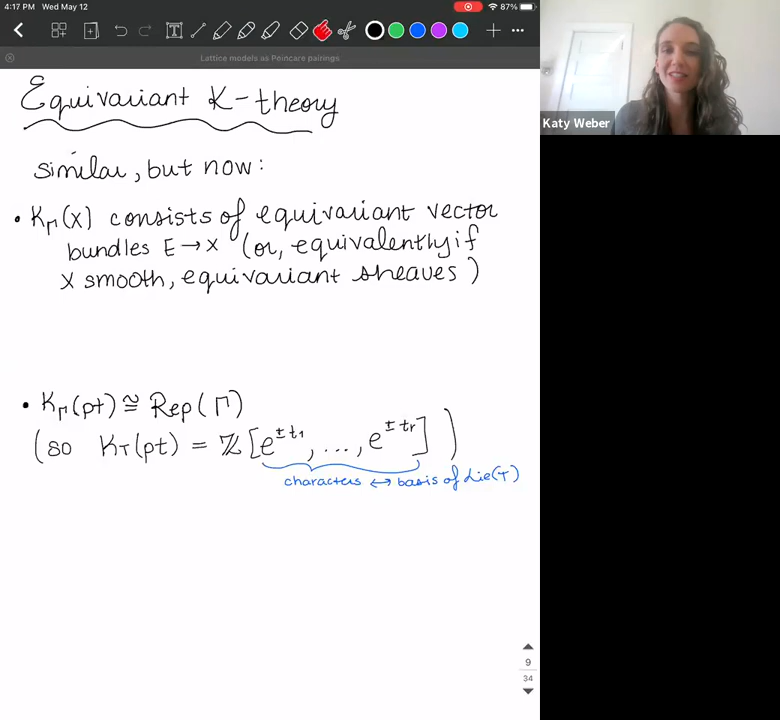 4:17 PM Wed May 12
87%
Lattice models as Poincare pairings
Equivariant K-theory
similar, but now:
• K_Γ(X) consists of equivariant vector
bundles E → X (or, equivalently if
X smooth, equivariant sheaves)
• K_Γ(pt) ≅ Rep(Γ)
(so K_T(pt) = ℤ[e^{±t₁}, ..., e^{±t_r}])
characters ↔ basis of Lie(T)
9
34
Katy Weber